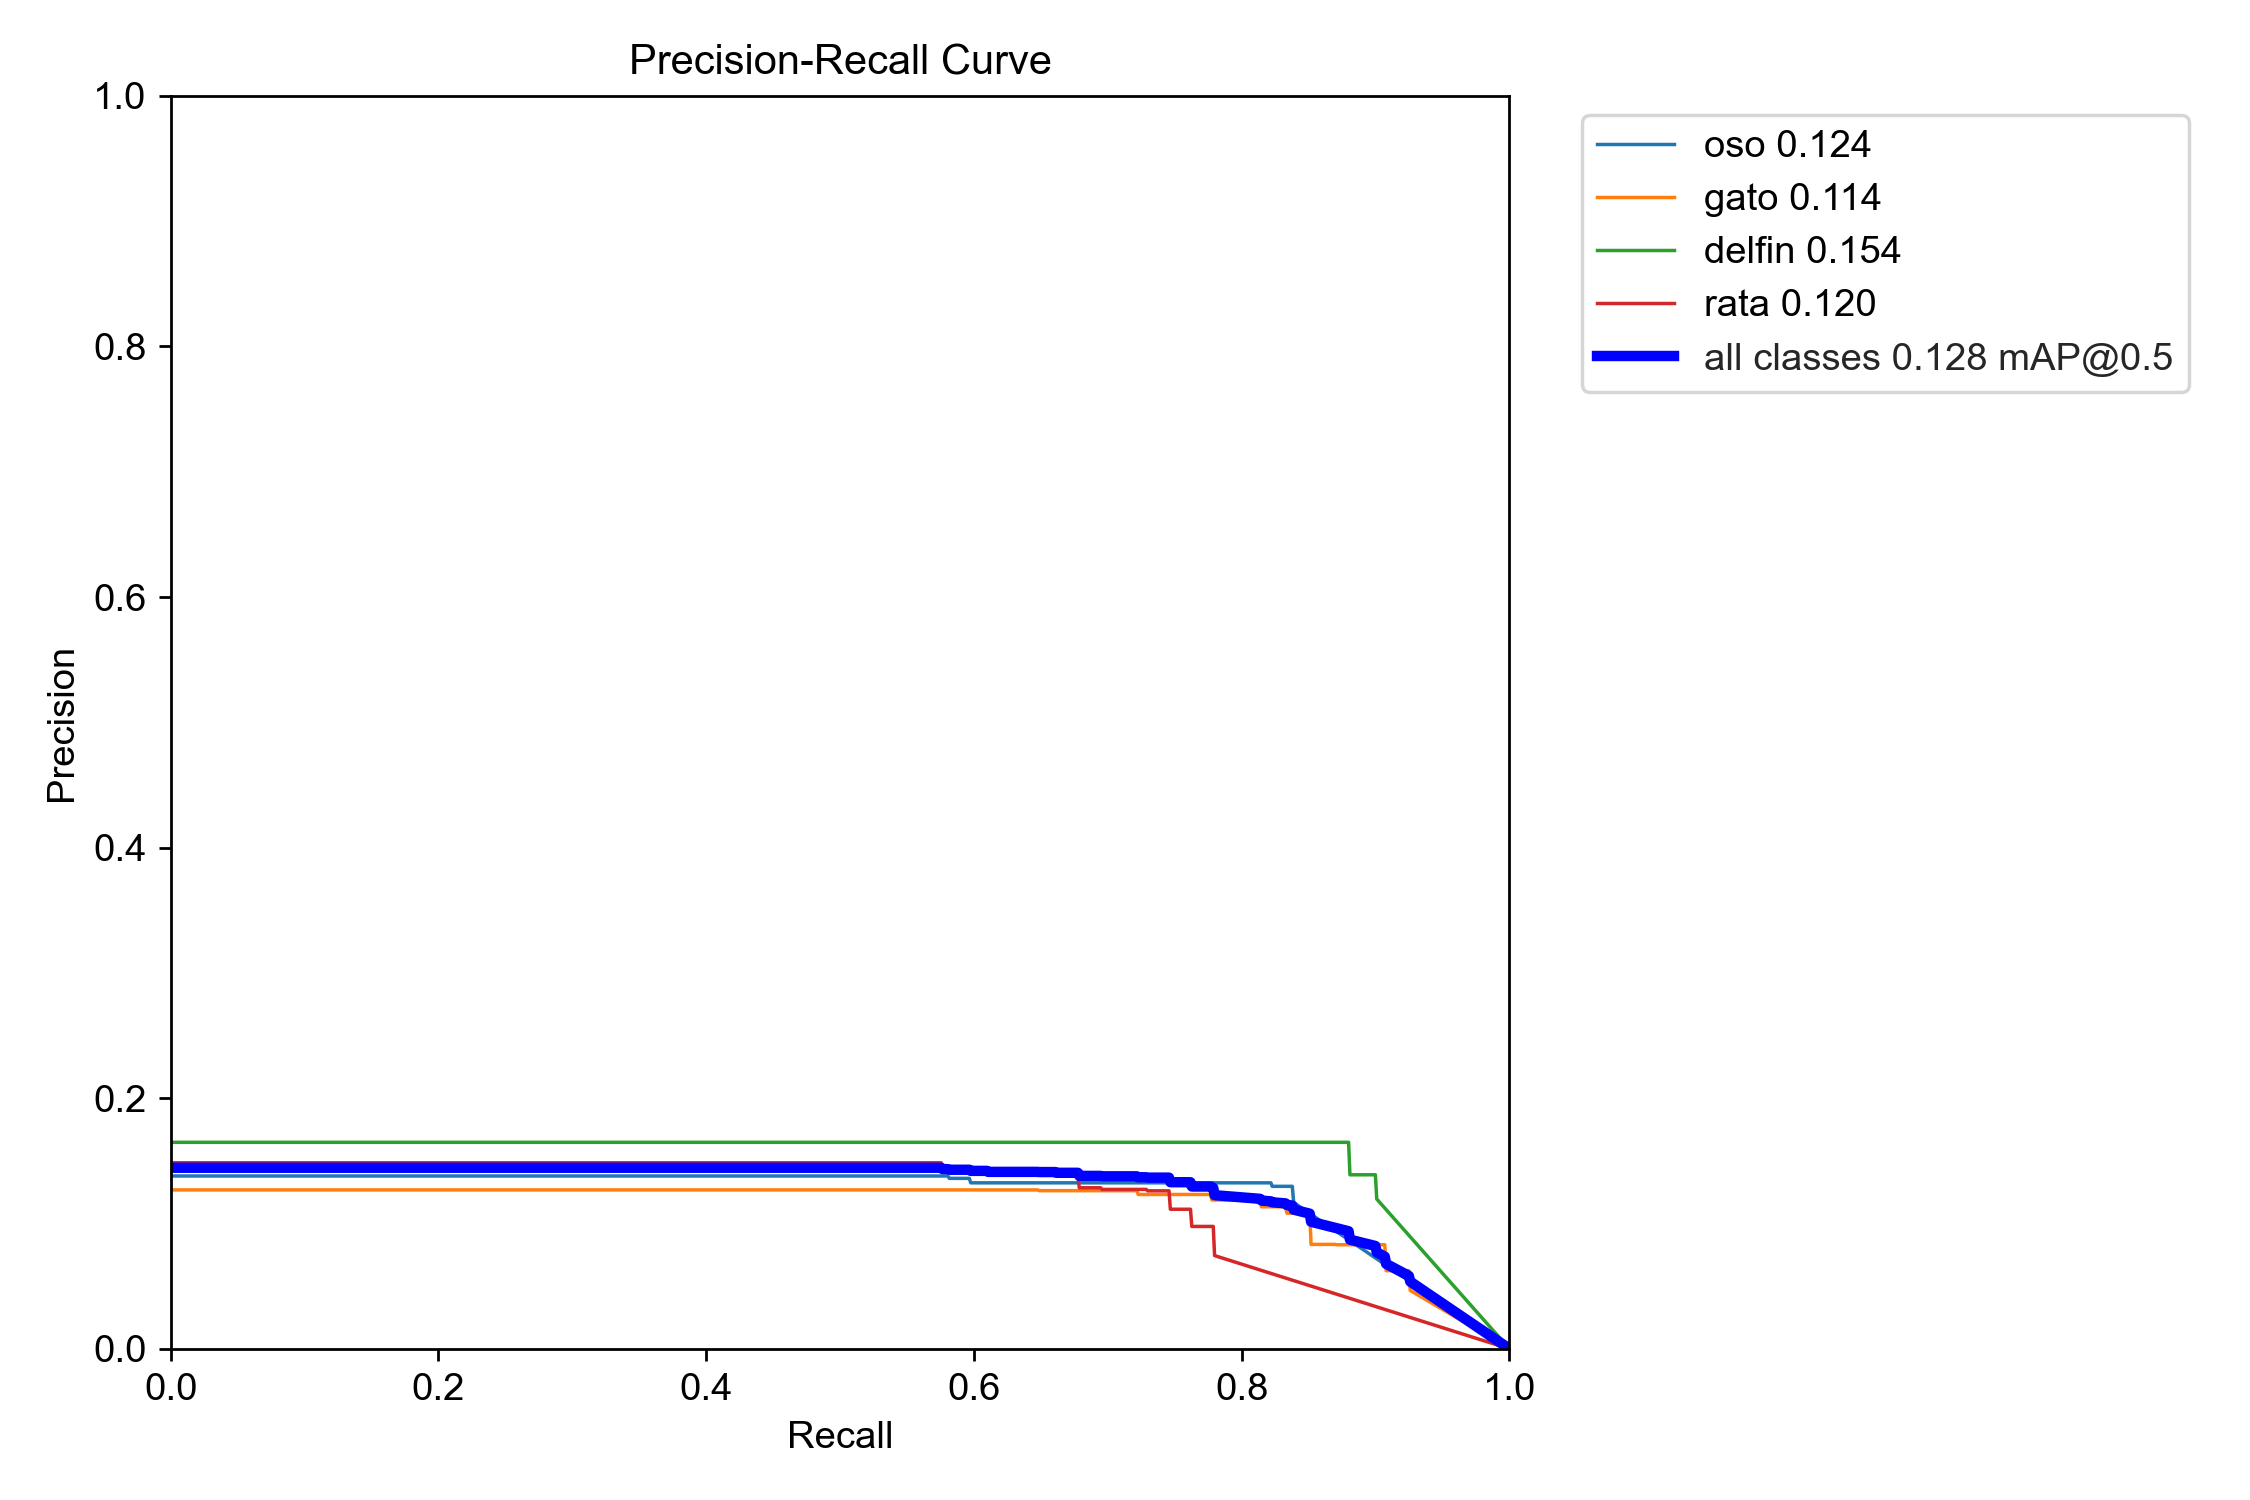 Precision-Recall Curve
1.0
0.8
0.6
0.4
0.2
0.0
Precision
0.0 0.2 0.4 0.6 0.8 1.0
Recall
oso 0.124
gato 0.114
delfin 0.154
rata 0.120
all classes 0.128 mAP@0.5